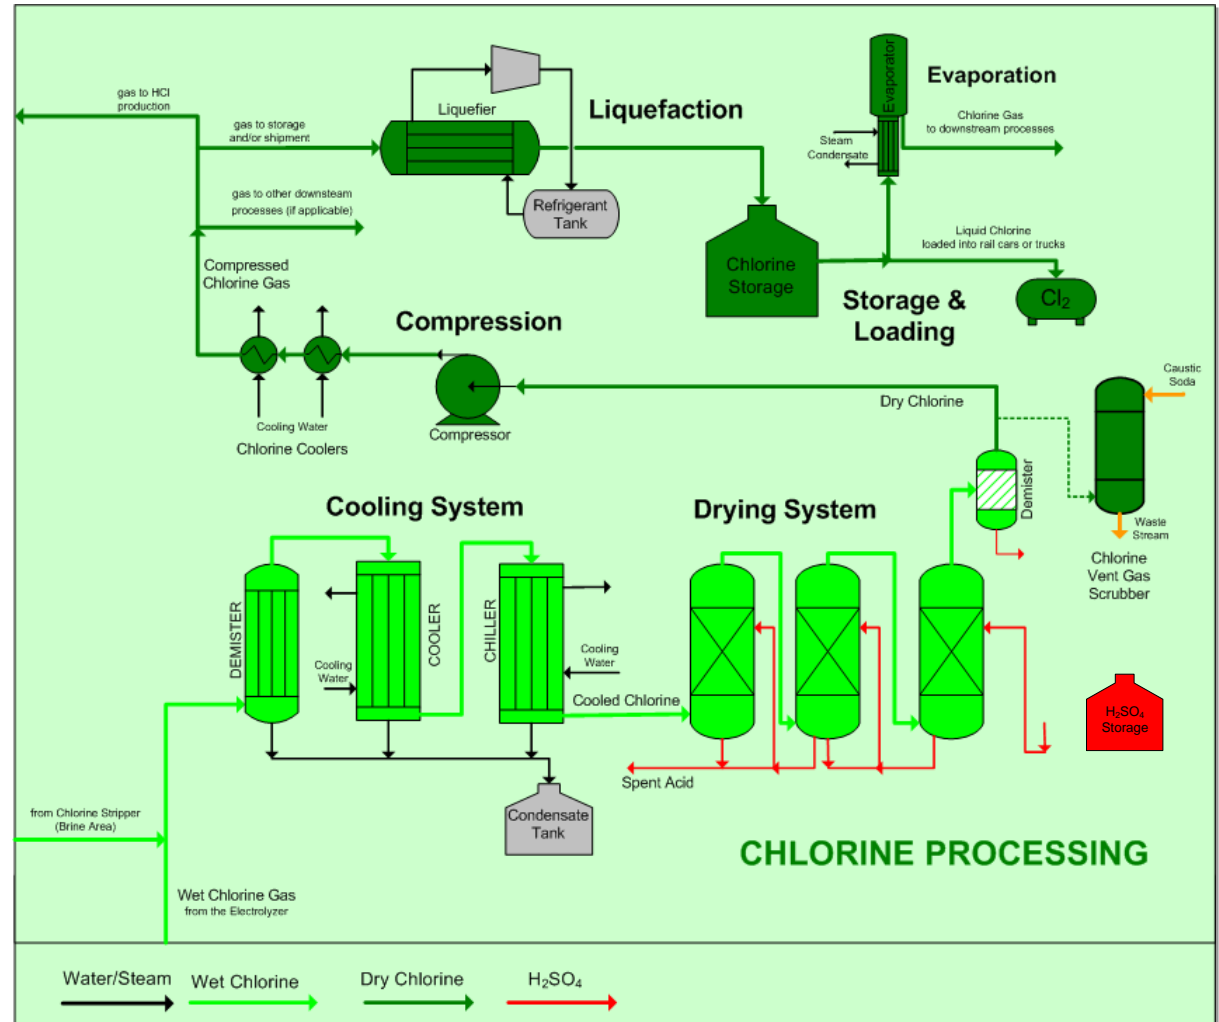 gas to HCl
production
gas to storage
and/or shipment
Liquefier
Liquefaction
Evaporator
Evaporation
Chlorine Gas
to downstream processes
Steam
Condensate
gas to other downsteam
processes (if applicable)
Refrigerant
Tank
Chlorine
Storage
Liquid Chlorine
loaded into rail cars or trucks
Cl₂
Storage &
Loading
Compressed
Chlorine Gas
Compression
Cooling Water
Chlorine Coolers
Compressor
Dry Chlorine
Caustic
Soda
Demister
Waste
Stream
Chlorine
Vent Gas
Scrubber
Cooling System
Drying System
DEMISTER
COOLER
CHILLER
Cooling
Water
Cooling
Water
Cooled Chlorine
H₂SO₄
Storage
Spent Acid
Condensate
Tank
from Chlorine Stripper
(Brine Area)
CHLORINE PROCESSING
Wet Chlorine Gas
from the Electrolyzer
Water/Steam
Wet Chlorine
Dry Chlorine
H₂SO₄